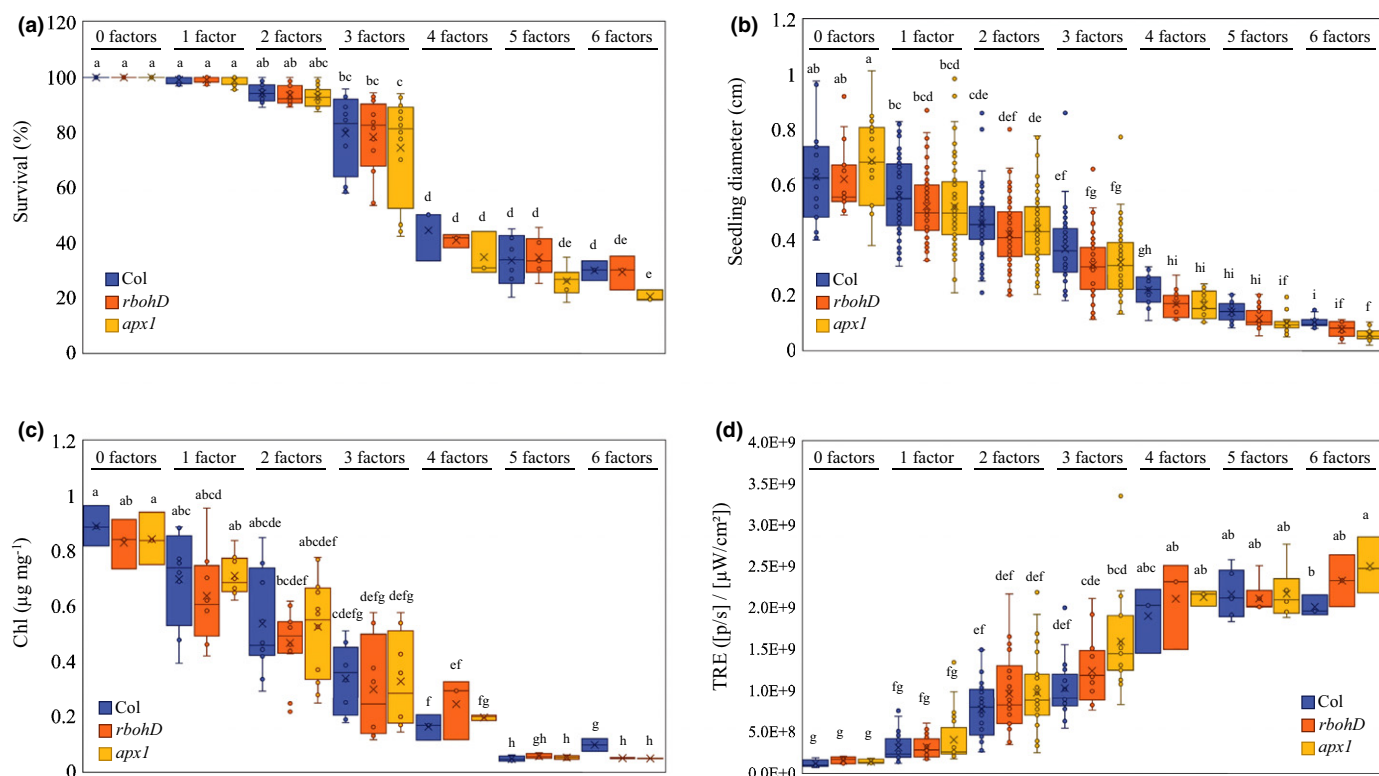 (a)
120
100
80
60
40
20
0
Survival (%)
0 factors 1 factor 2 factors 3 factors 4 factors 5 factors 6 factors
a a a a a a ab ab abc bc bc c d d d d d de d de e
Col
rbohD
apx1
(b)
1.2
1
0.8
0.6
0.4
0.2
0
Seedling diameter (cm)
0 factors 1 factor 2 factors 3 factors 4 factors 5 factors 6 factors
ab ab a bc bcd bcd cde def de ef fg fg gh hi hi hi hi if i if f
Col
rbohD
apx1
(c)
1.2
1
0.8
0.6
0.4
0.2
0
Chl (µg mg-1)
0 factors 1 factor 2 factors 3 factors 4 factors 5 factors 6 factors
a ab a abc abcd ab abcde bcdef abcdef cdefg defg defg f ef fg h gh h g h h
Col
rbohD
apx1
(d)
4.0E+9
3.5E+9
3.0E+9
2.5E+9
2.0E+9
1.5E+9
1.0E+9
5.0E+8
0.0E+0
TRE ([p/s] / [µW/cm²])
0 factors 1 factor 2 factors 3 factors 4 factors 5 factors 6 factors
g g g fg fg fg ef def def def cde bcd abc ab ab ab ab ab b ab a
Col
rbohD
apx1